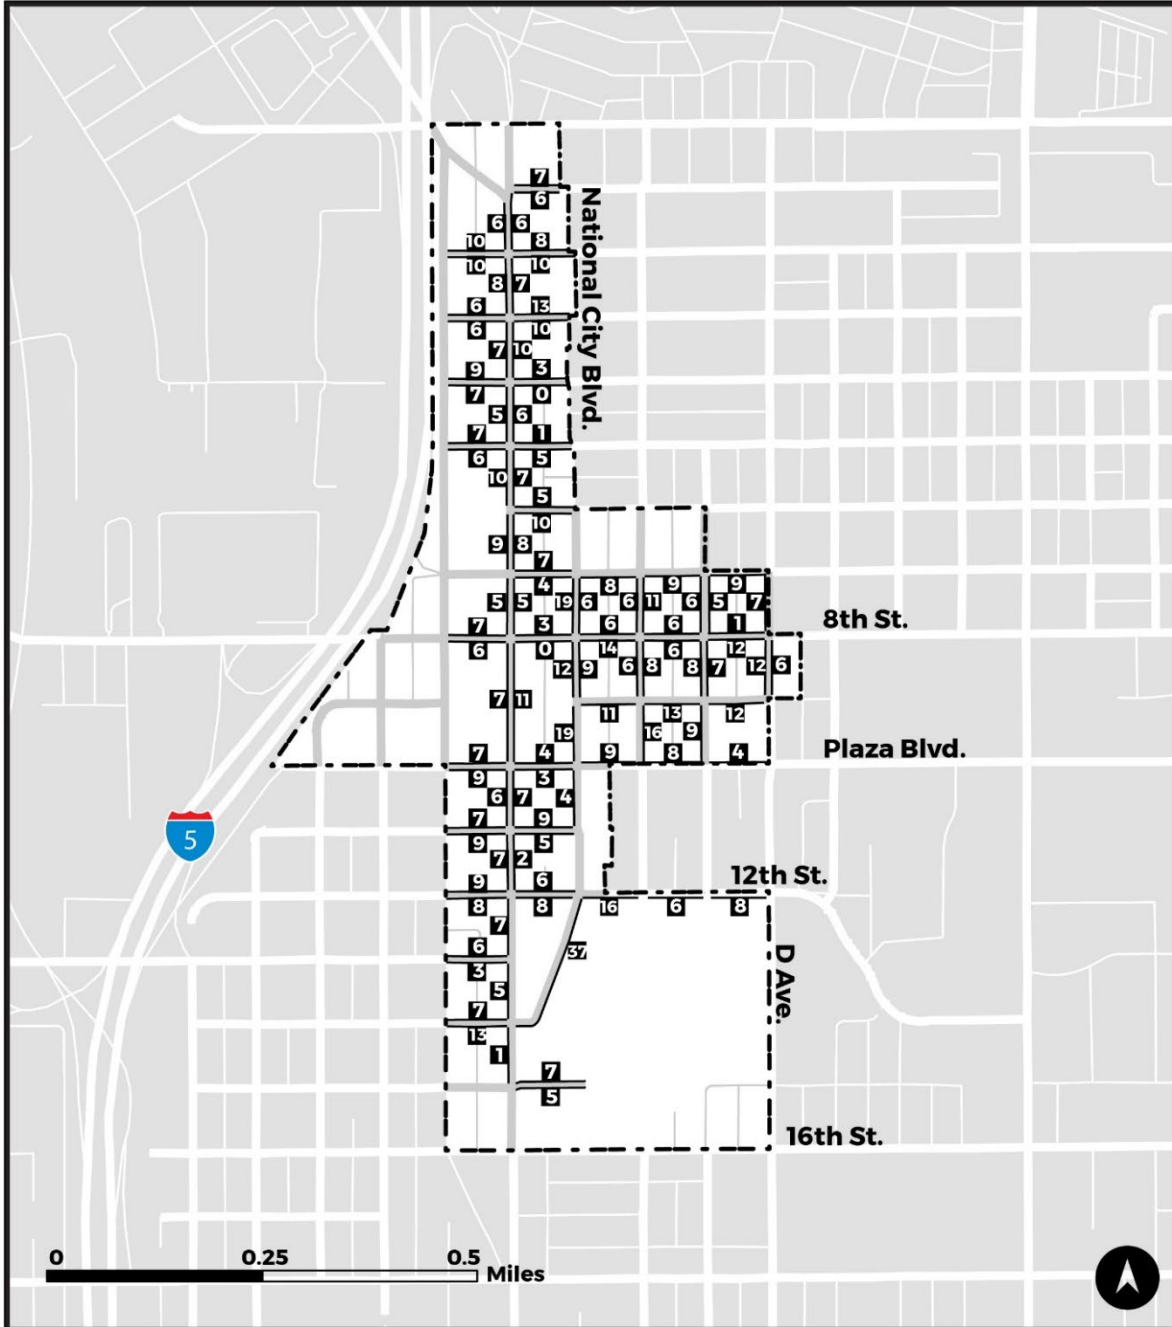 7
6
National City Blvd.
6 6
10 8
10 10
8 7
6 13
6 10
7 10
9 3
7 0
5 6
7 1
6 5
10 7
5
10
9 8
7
4 8 9 9
5 5 19 6 6 11 6 5 7
7 3 6 6 1
8th St.
6 0 14 6 12
12 9 6 8 8 7 12 6
7 11
11 13 12
19 16 9
7 4 9 8 4
Plaza Blvd.
9 3
6 7 4
7 9
5
9 5
7 2
9 6
12th St.
8 8 16 6 8
7
6
37
3
D Ave.
5
7
13
1
7
5
16th St.
0 0.25 0.5
Miles